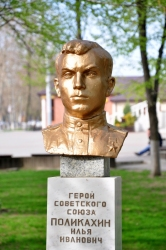 ГЕРОЙ
СОВЕТСКОГО
СОЮЗА
ПОЛИКАХИН
ИЛЬЯ
ИВАНОВИЧ